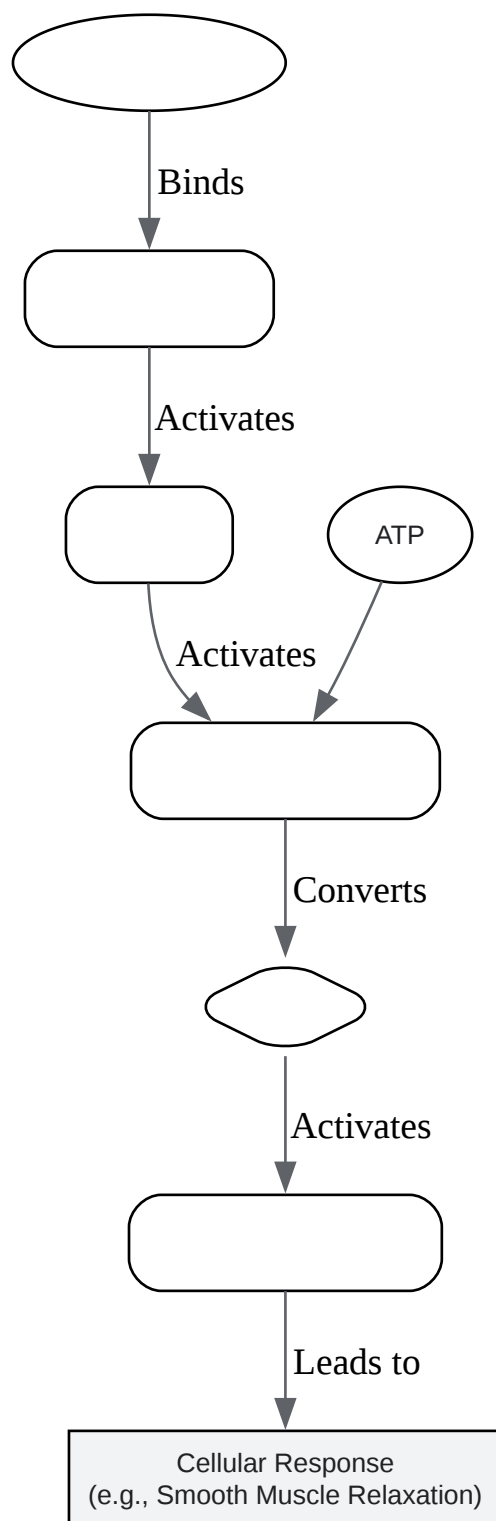 Binds
Activates
ATP
Activates
Converts
Activates
Leads to
Cellular Response
(e.g., Smooth Muscle Relaxation)